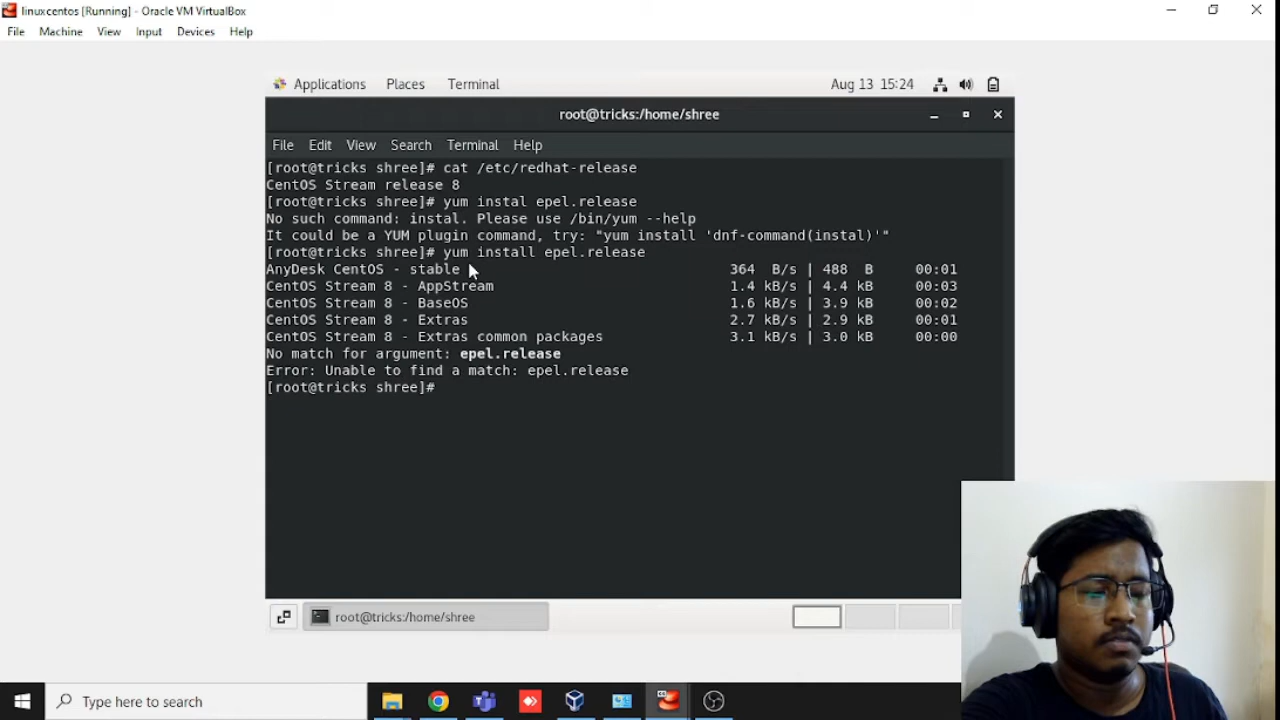 linuxcentos [Running] - Oracle VM VirtualBox
File Machine View Input Devices Help
Applications Places Terminal Aug 13 15:24
root@tricks:/home/shree
File Edit View Search Terminal Help
[root@tricks shree]# cat /etc/redhat-release
CentOS Stream release 8
[root@tricks shree]# yum instal epel.release
No such command: instal. Please use /bin/yum --help
It could be a YUM plugin command, try: "yum install 'dnf-command(instal)'"
[root@tricks shree]# yum install epel.release
AnyDesk CentOS - stable 364 B/s | 488 B 00:01
CentOS Stream 8 - AppStream 1.4 kB/s | 4.4 kB 00:03
CentOS Stream 8 - BaseOS 1.6 kB/s | 3.9 kB 00:02
CentOS Stream 8 - Extras 2.7 kB/s | 2.9 kB 00:01
CentOS Stream 8 - Extras common packages 3.1 kB/s | 3.0 kB 00:00
No match for argument: epel.release
Error: Unable to find a match: epel.release
[root@tricks shree]#
root@tricks:/home/shree
Type here to search